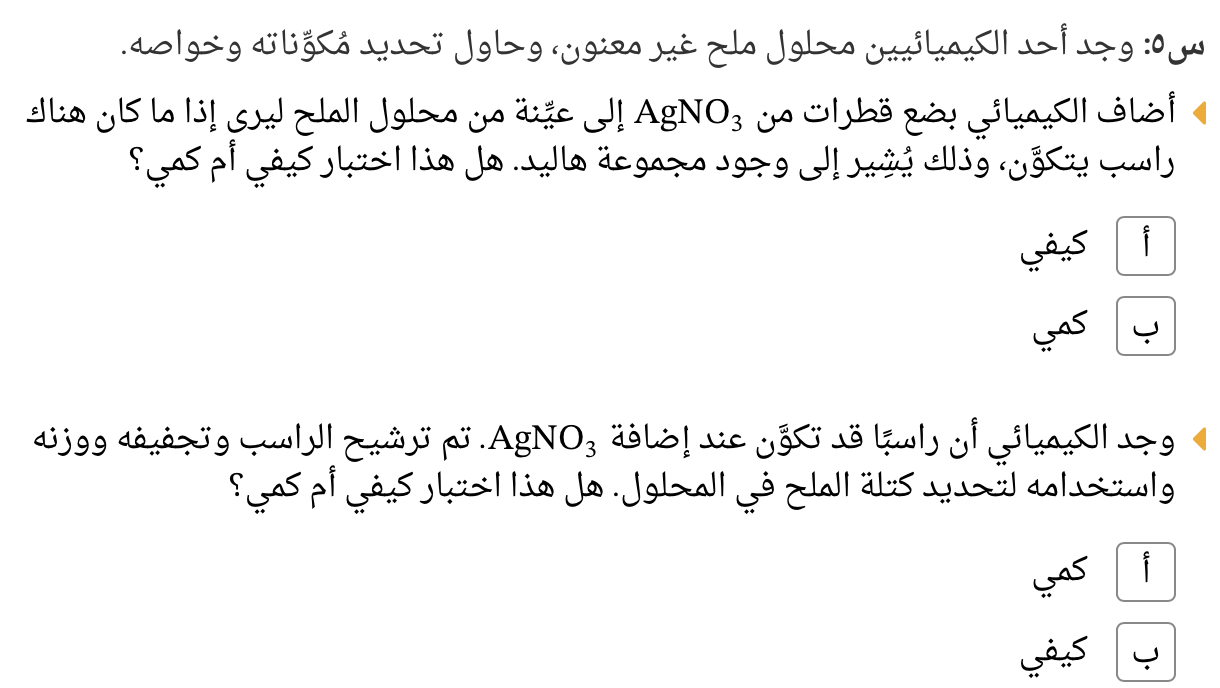 س٥: وجد أحد الكيميائيين محلول ملح غير معنون، وحاول تحديد مُكوِّناته وخواصه.
أضاف الكيميائي بضع قطرات من AgNO₃ إلى عيِّنة من محلول الملح ليرى إذا ما كان هناك
راسب يتكوَّن، وذلك يُشِير إلى وجود مجموعة هاليد. هل هذا اختبار كيفي أم كمي؟
أ كيفي
ب كمي
وجد الكيميائي أن راسبًا قد تكوَّن عند إضافة AgNO₃. تم ترشيح الراسب وتجفيفه ووزنه
واستخدامه لتحديد كتلة الملح في المحلول. هل هذا اختبار كيفي أم كمي؟
أ كمي
ب كيفي